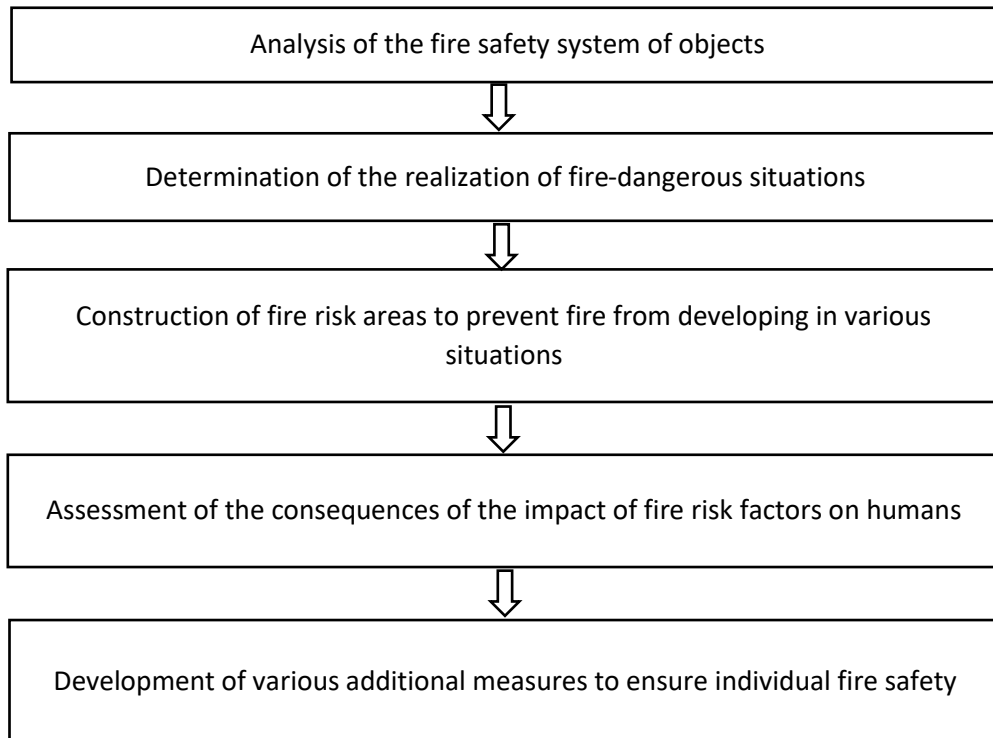 Analysis of the fire safety system of objects
Determination of the realization of fire-dangerous situations
Construction of fire risk areas to prevent fire from developing in various
situations
Assessment of the consequences of the impact of fire risk factors on humans
Development of various additional measures to ensure individual fire safety